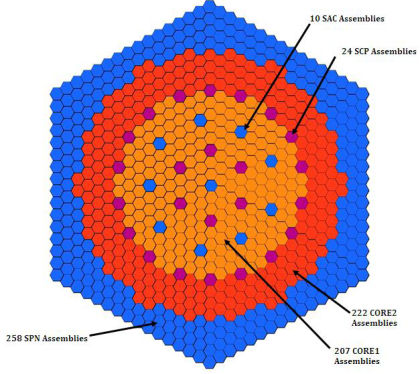 10 SAC Assemblies
24 SCP Assemblies
222 CORE2
Assemblies
258 SPN Assemblies
207 CORE1
Assemblies